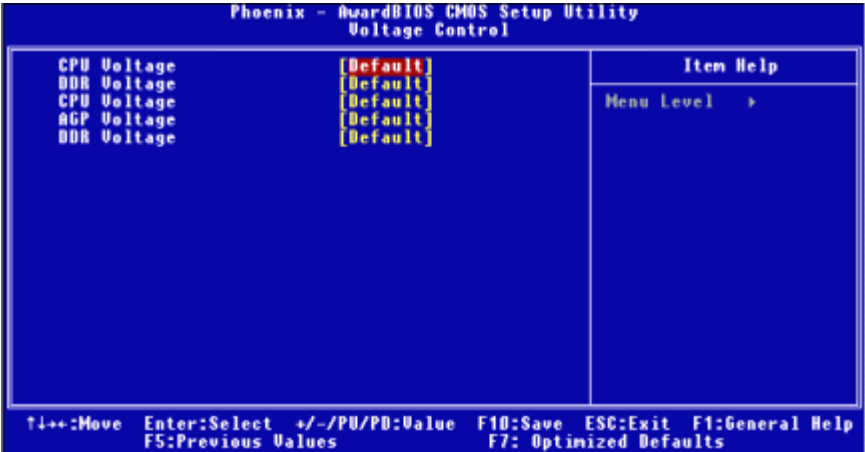 Phoenix - AwardBIOS CMOS Setup Utility
Voltage Control
CPU Voltage [Default]
DDR Voltage [Default]
CPU Voltage [Default]
AGP Voltage [Default]
DDR Voltage [Default]
Item Help
Menu Level ▸
↑↓→←:Move Enter:Select +/-/PU/PD:Value F10:Save ESC:Exit F1:General Help
F5:Previous Values F7: Optimized Defaults